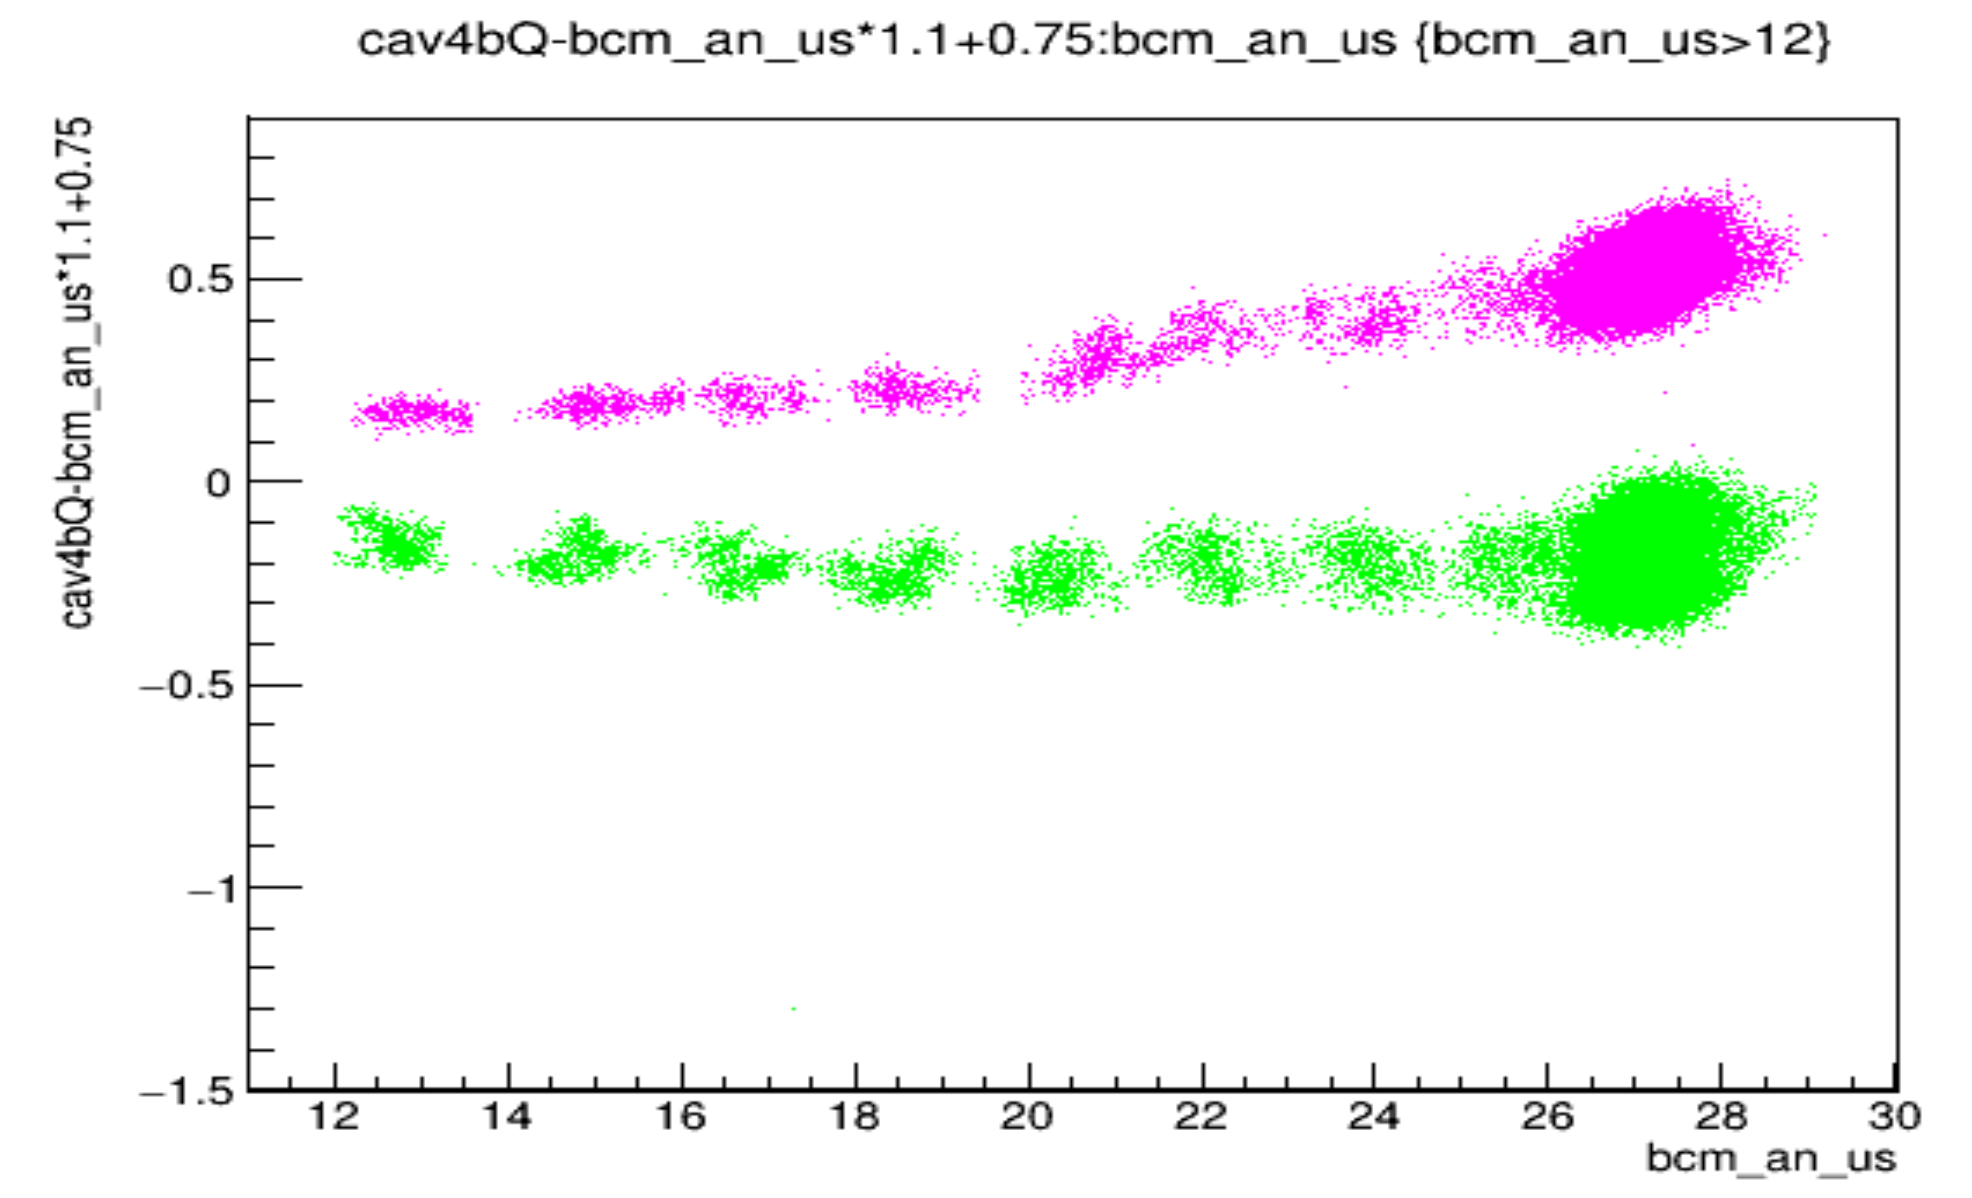 cav4bQ-bcm_an_us*1.1+0.75:bcm_an_us {bcm_an_us>12}
cav4bQ-bcm_an_us*1.1+0.75
0.5
0
−0.5
−1
−1.5
12 14 16 18 20 22 24 26 28 30
bcm_an_us